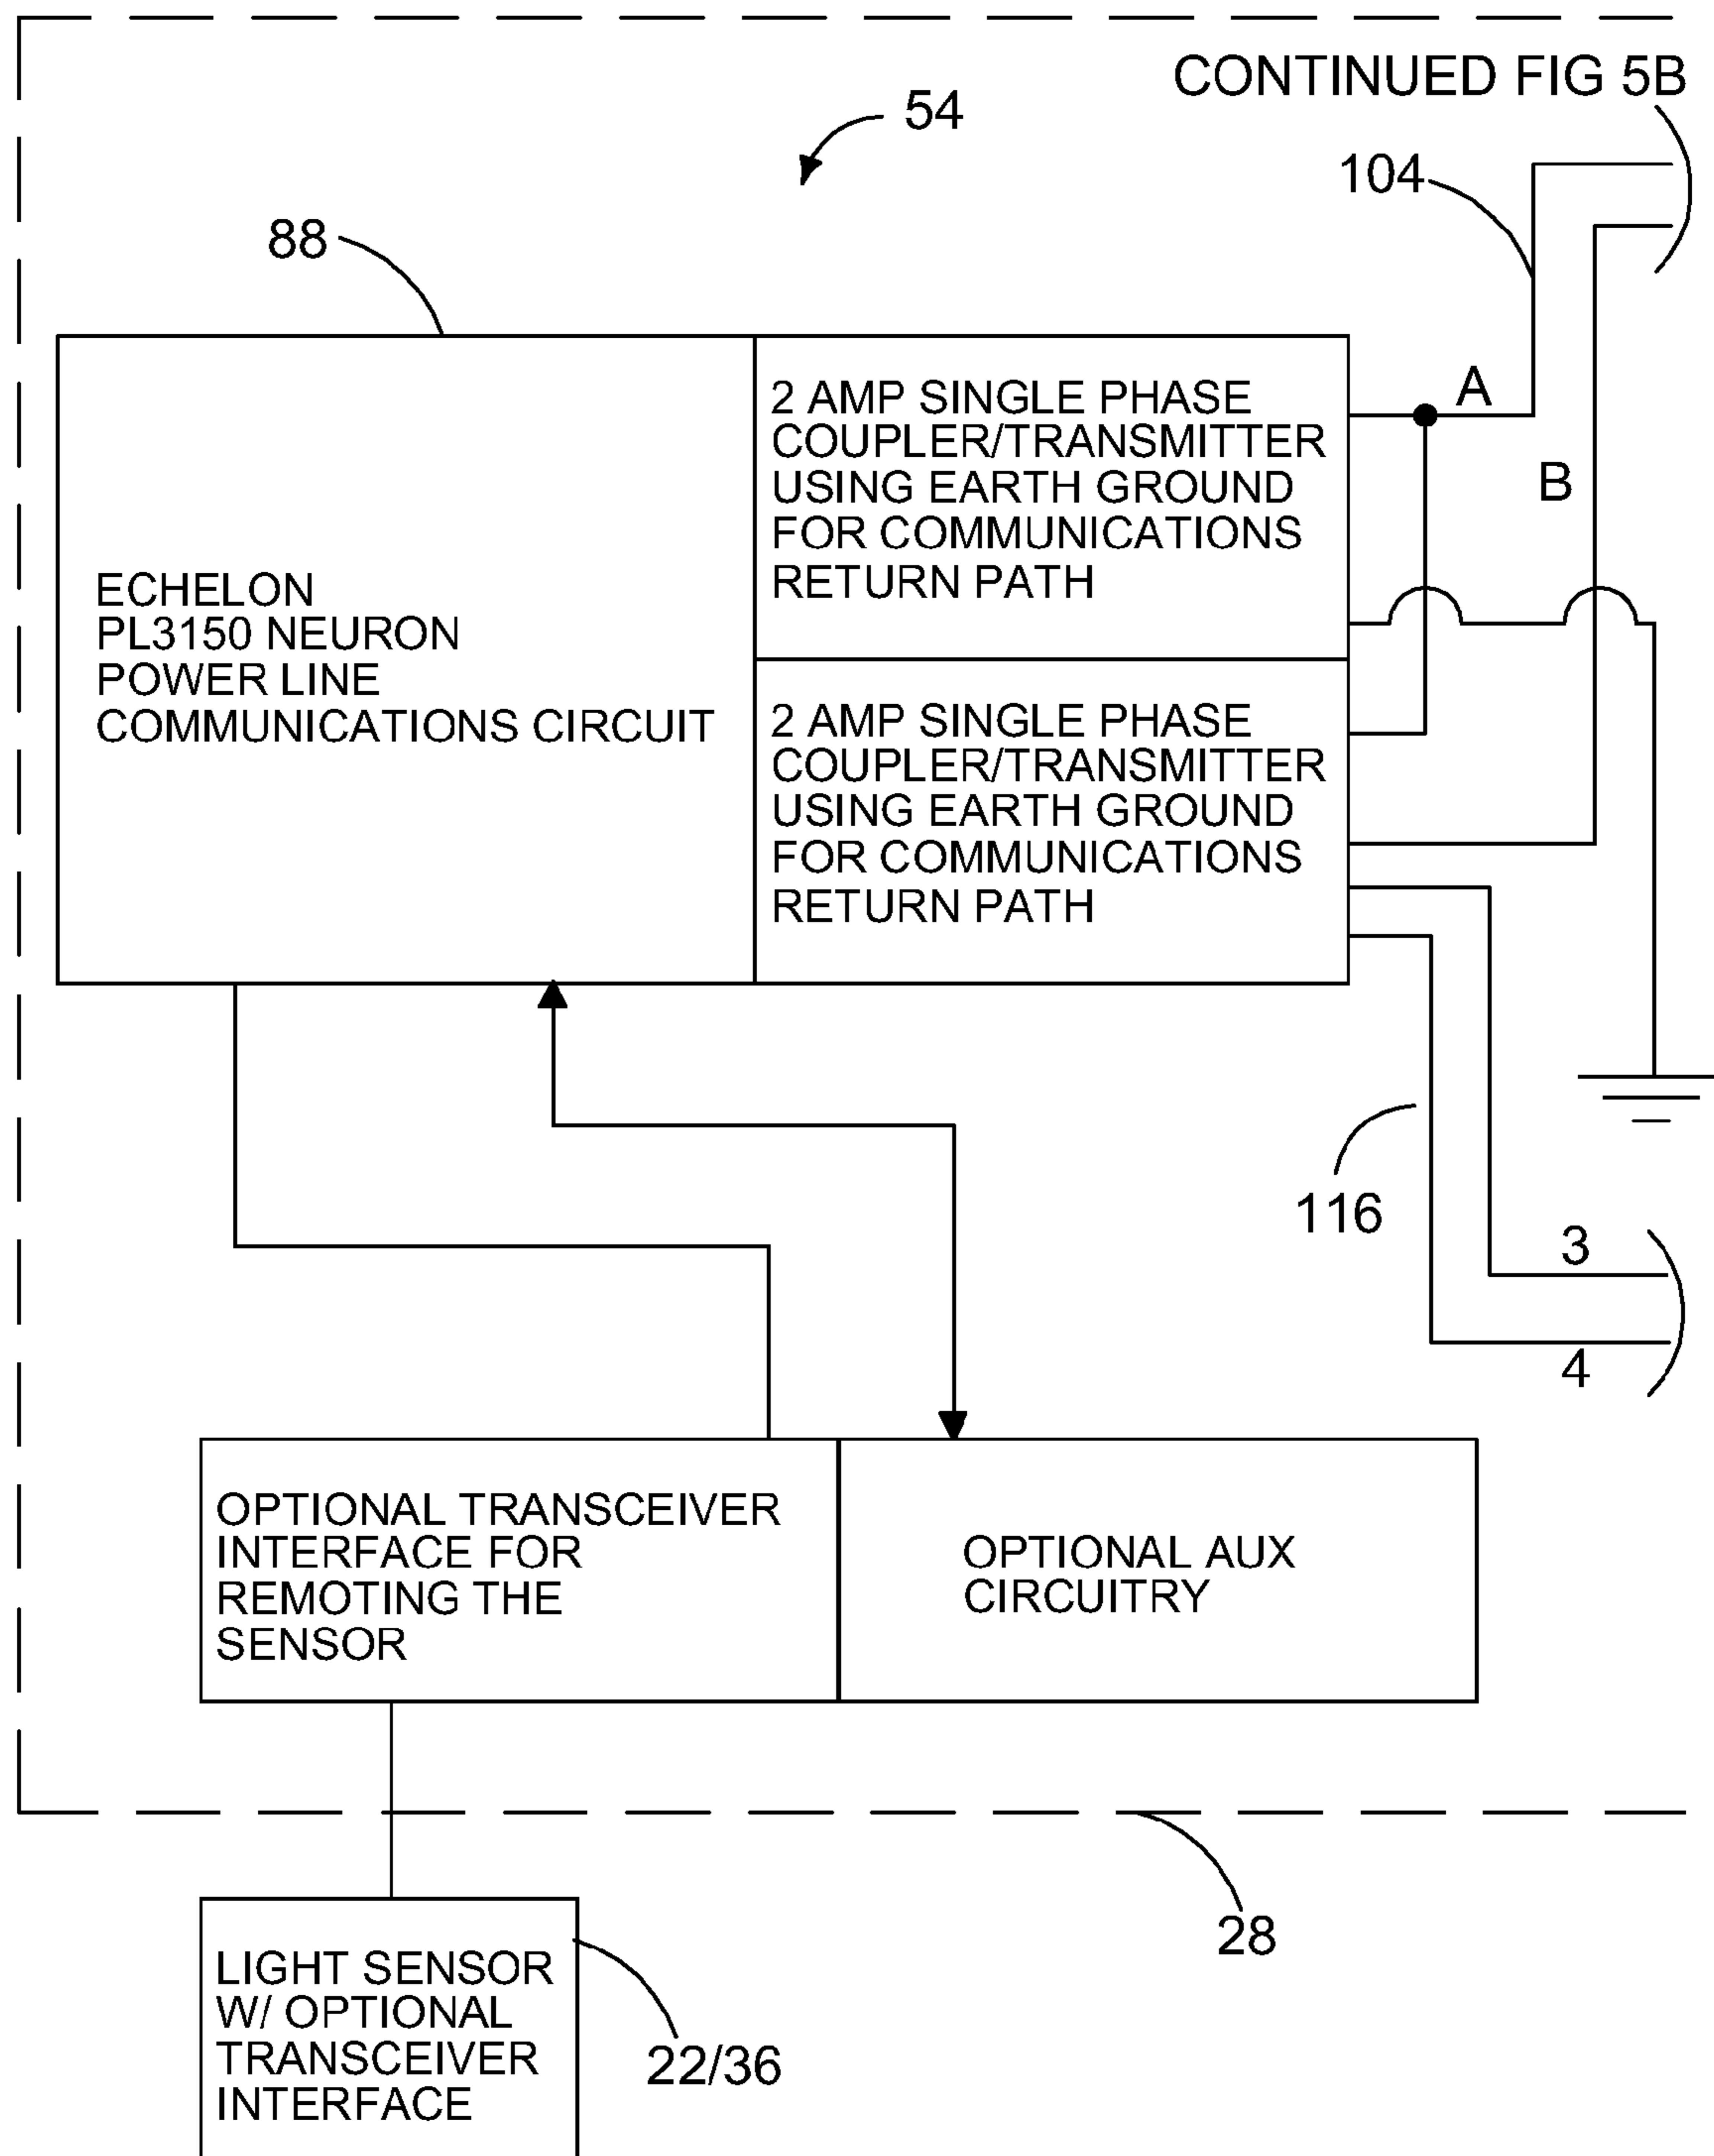 CONTINUED FIG 5B
54
104
88
A
B
2 AMP SINGLE PHASE
COUPLER/TRANSMITTER
USING EARTH GROUND
FOR COMMUNICATIONS
RETURN PATH
ECHELON
PL3150 NEURON
POWER LINE
COMMUNICATIONS CIRCUIT
2 AMP SINGLE PHASE
COUPLER/TRANSMITTER
USING EARTH GROUND
FOR COMMUNICATIONS
RETURN PATH
116
3
4
OPTIONAL TRANSCEIVER
INTERFACE FOR
REMOTING THE
SENSOR
OPTIONAL AUX
CIRCUITRY
28
LIGHT SENSOR
W/ OPTIONAL
TRANSCEIVER
INTERFACE
22/36